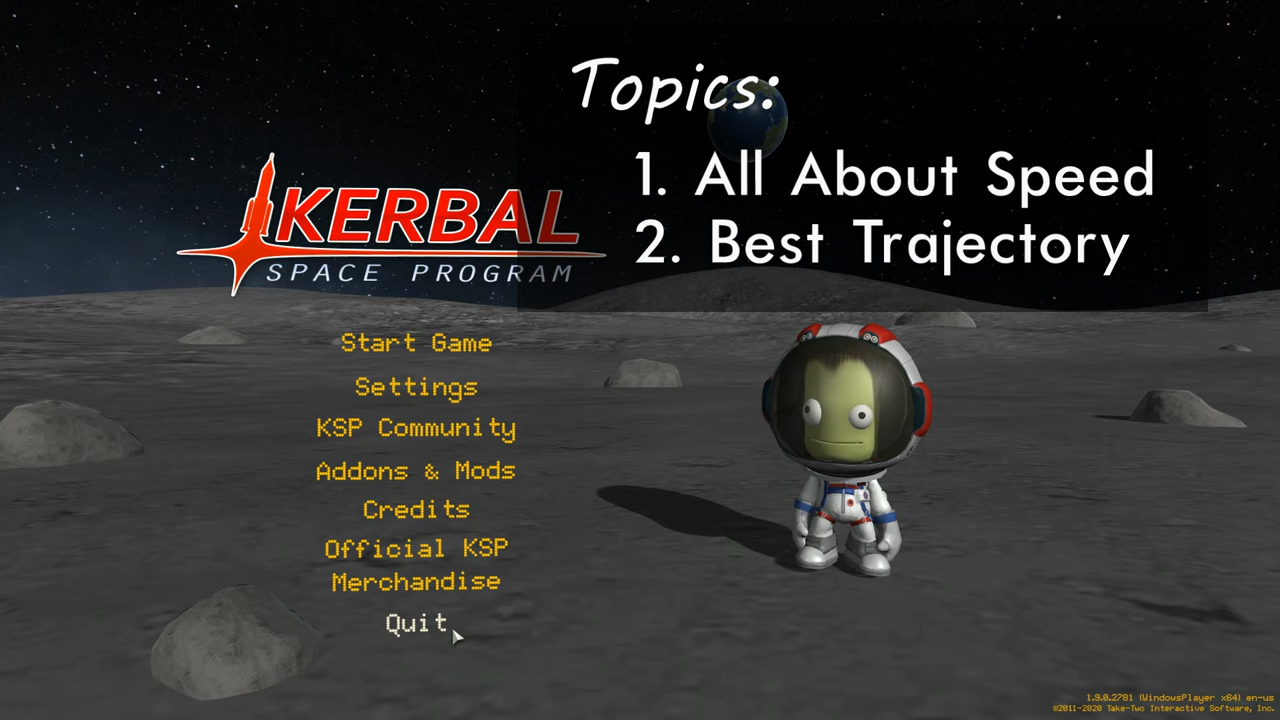 Topics:
1. All About Speed
2. Best Trajectory
KERBAL
SPACE PROGRAM
Start Game
Settings
KSP Community
Addons & Mods
Credits
Official KSP
Merchandise
Quit
1.9.0.2781 (WindowsPlayer x64) en-us
©2011-2020 Take-Two Interactive Software, Inc.